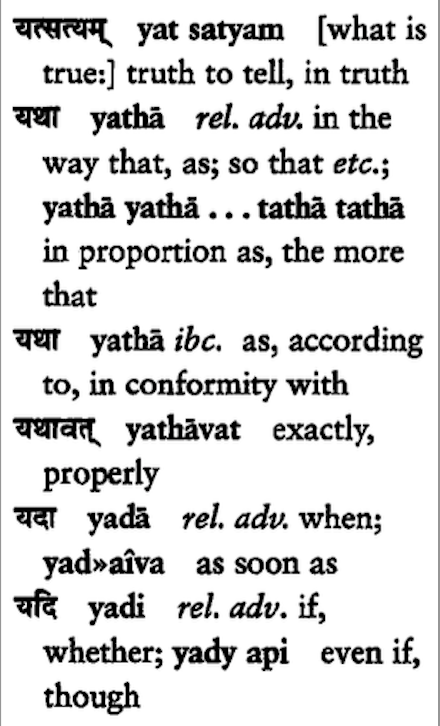 यत्सत्यम् yat satyam [what is
true:] truth to tell, in truth
यथा yathā rel. adv. in the
way that, as; so that etc.;
yathā yathā . . . tathā tathā
in proportion as, the more
that
यथा yathā ibc. as, according
to, in conformity with
यथावत् yathāvat exactly,
properly
यदा yadā rel. adv. when;
yad»aîva as soon as
यदि yadi rel. adv. if,
whether; yady api even if,
though